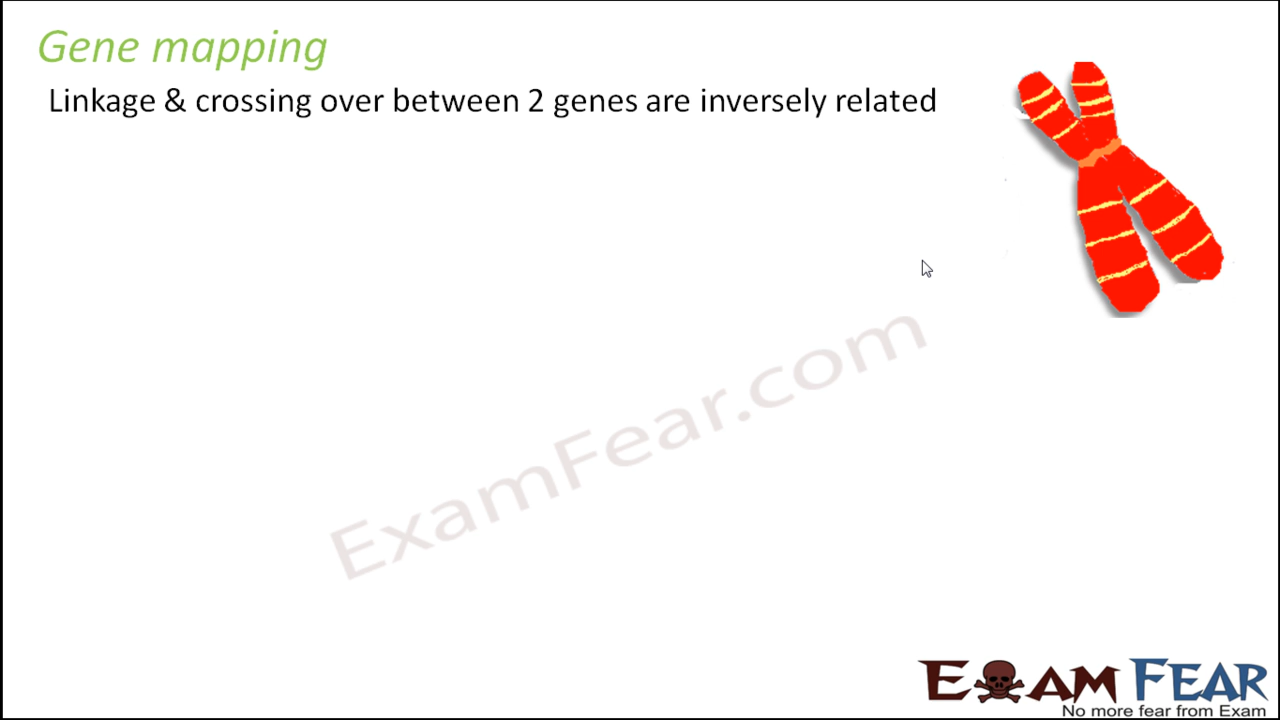 Gene mapping
Linkage & crossing over between 2 genes are inversely related
ExamFear.com
EXAM FEAR
No more fear from Exam